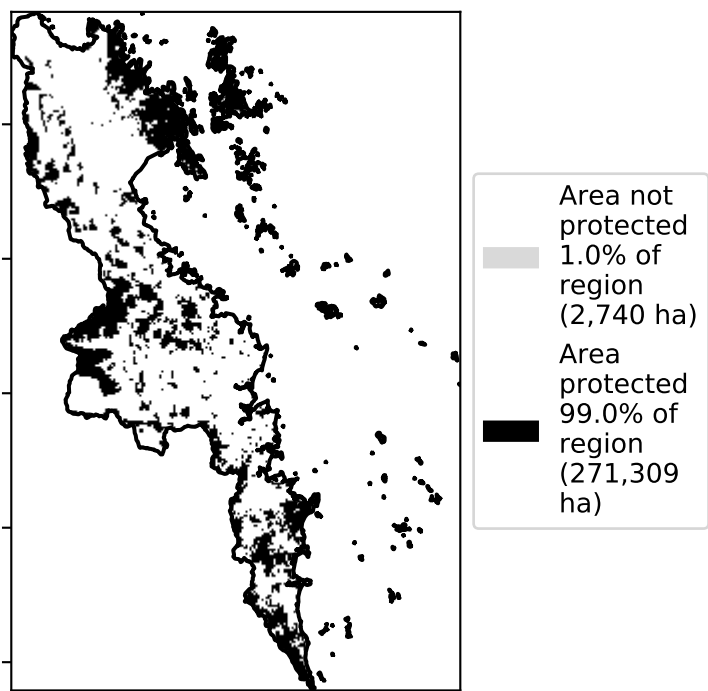 Area not
protected
1.0% of
region
(2,740 ha)
Area
protected
99.0% of
region
(271,309
ha)